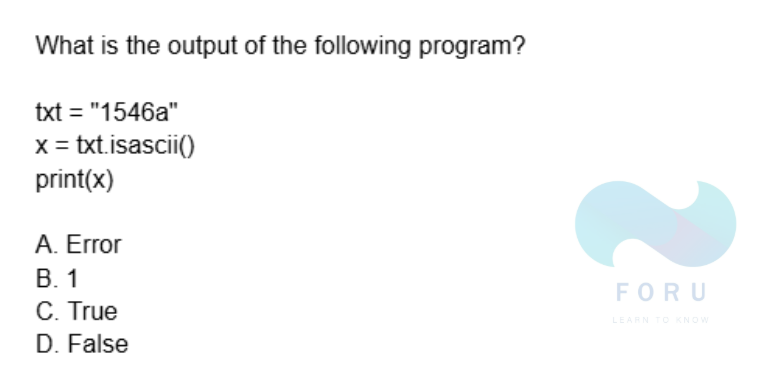 What is the output of the following program?
txt = "1546a"
x = txt.isascii()
print(x)
A. Error
B. 1
C. True
D. False
FORU
LEARN TO KNOW